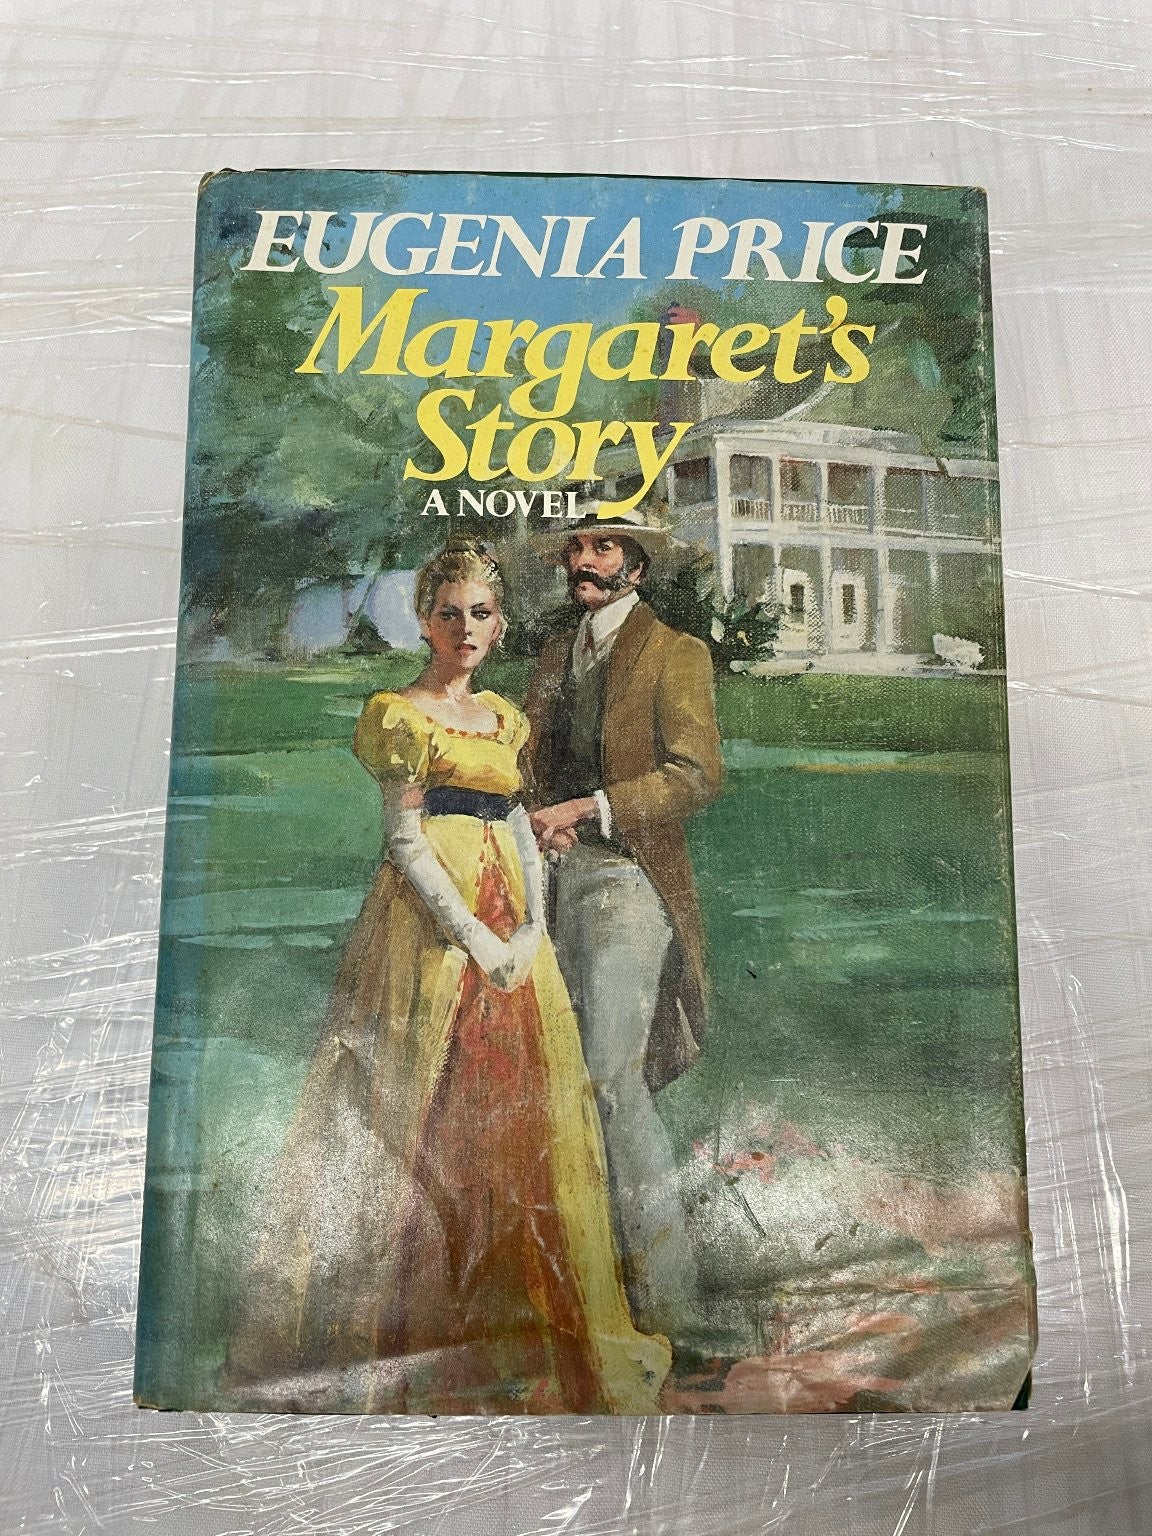 EUGENIA PRICE
Margaret's
Story
A NOVEL